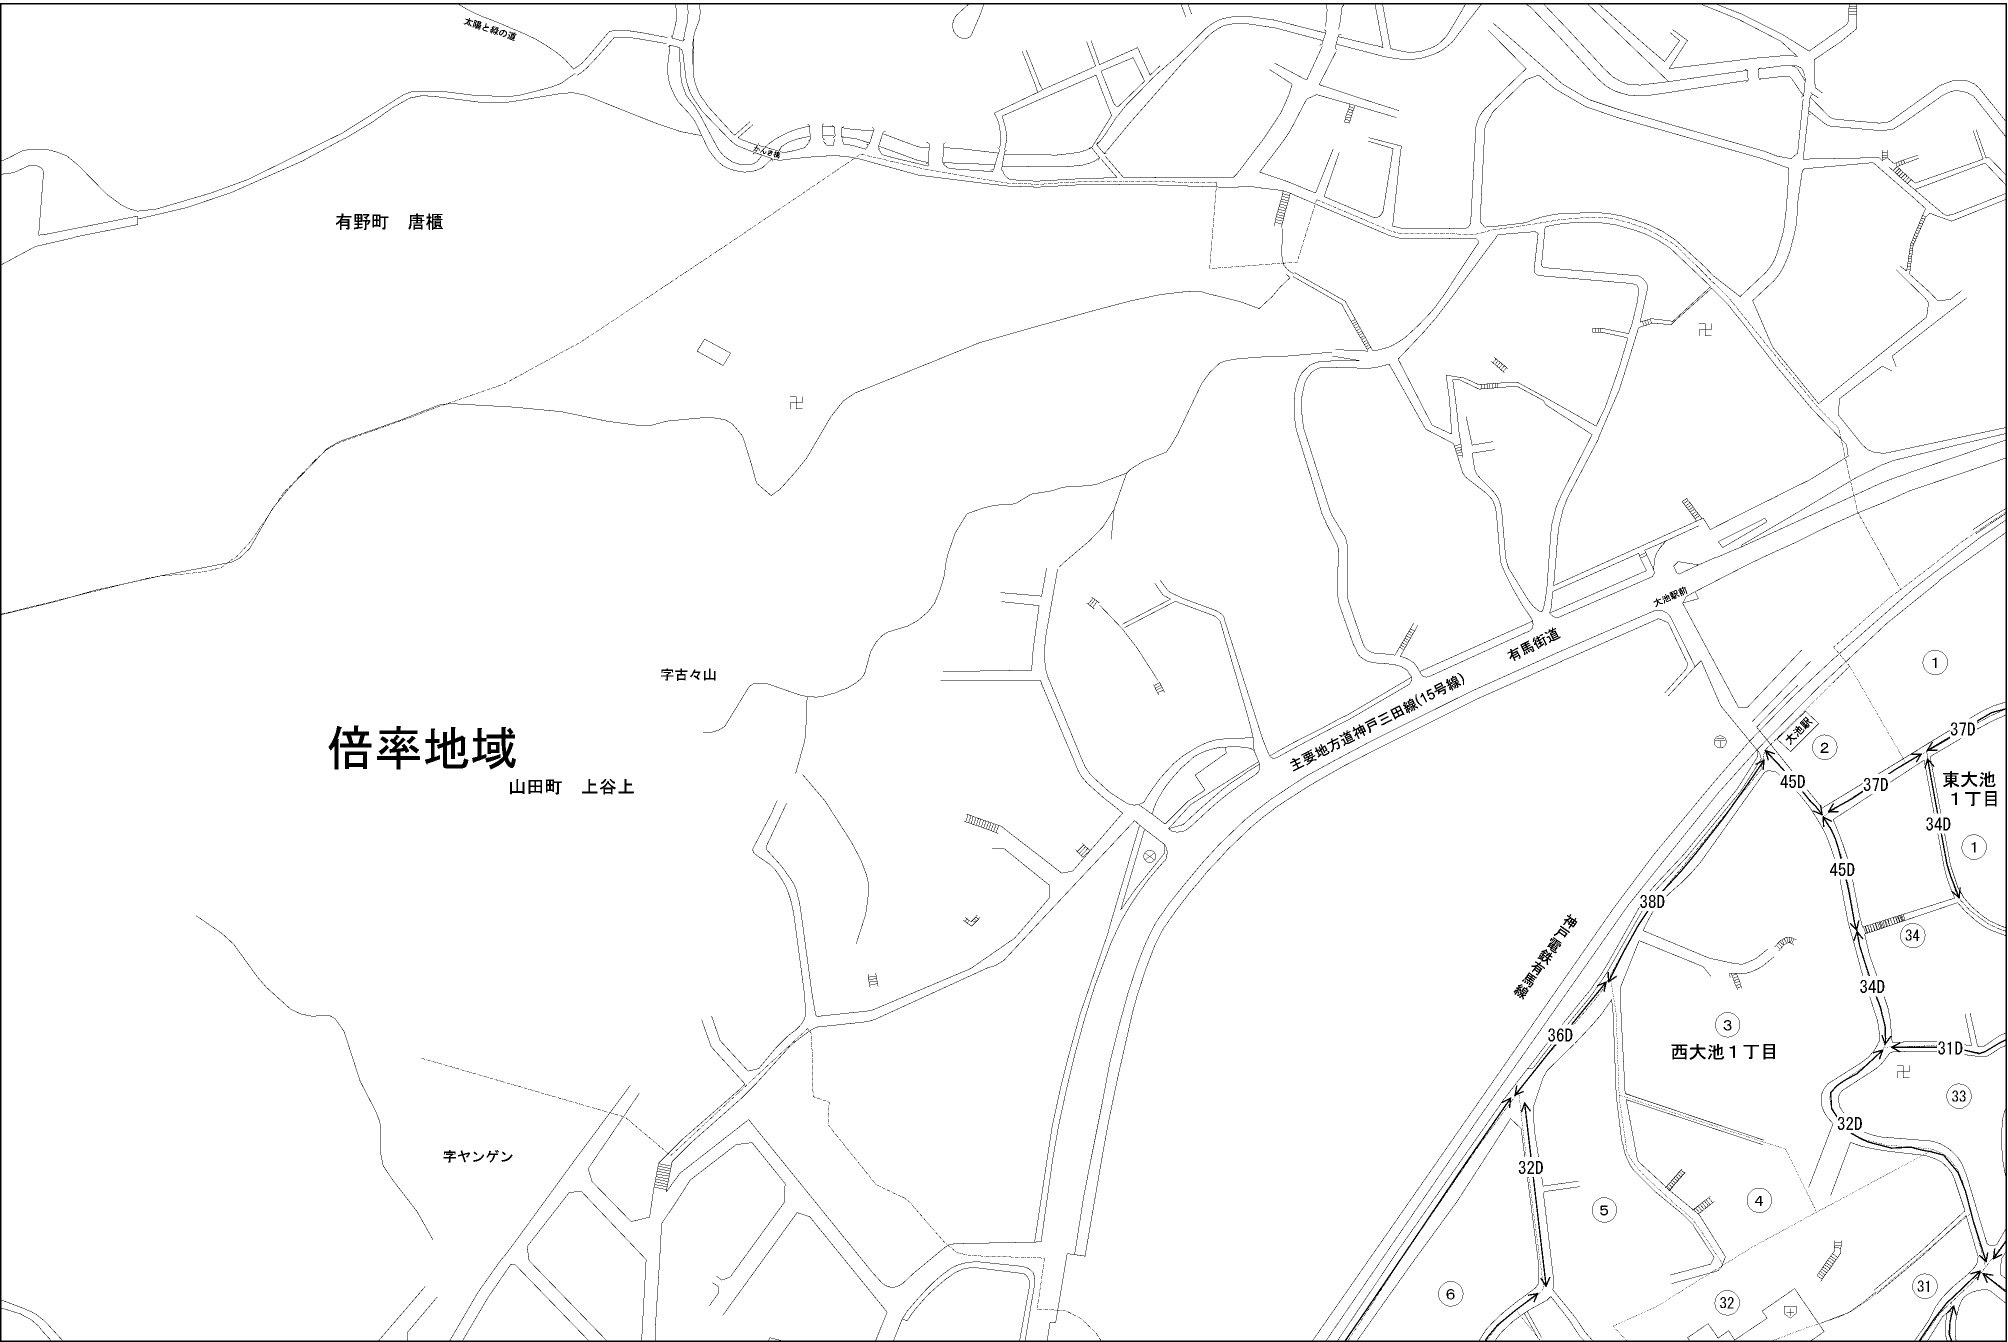 太陽と緑の道
かんぎ橋
有野町　唐櫃
大池駅前
有馬街道
主要地方道神戸三田線(15号線)
字古々山
倍率地域
山田町　上谷上
大池駅
1
2
37D
45D
37D
東大池
１丁目
34D
1
45D
38D
34
神戸電鉄有馬線
34D
36D
3
西大池１丁目
31D
33
32D
字ヤンゲン
32D
5
4
6
32
31